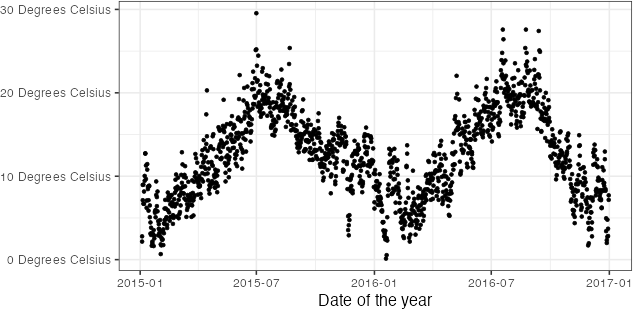 30 Degrees Celsius
20 Degrees Celsius
10 Degrees Celsius
0 Degrees Celsius
2015-01 2015-07 2016-01 2016-07 2017-01
Date of the year